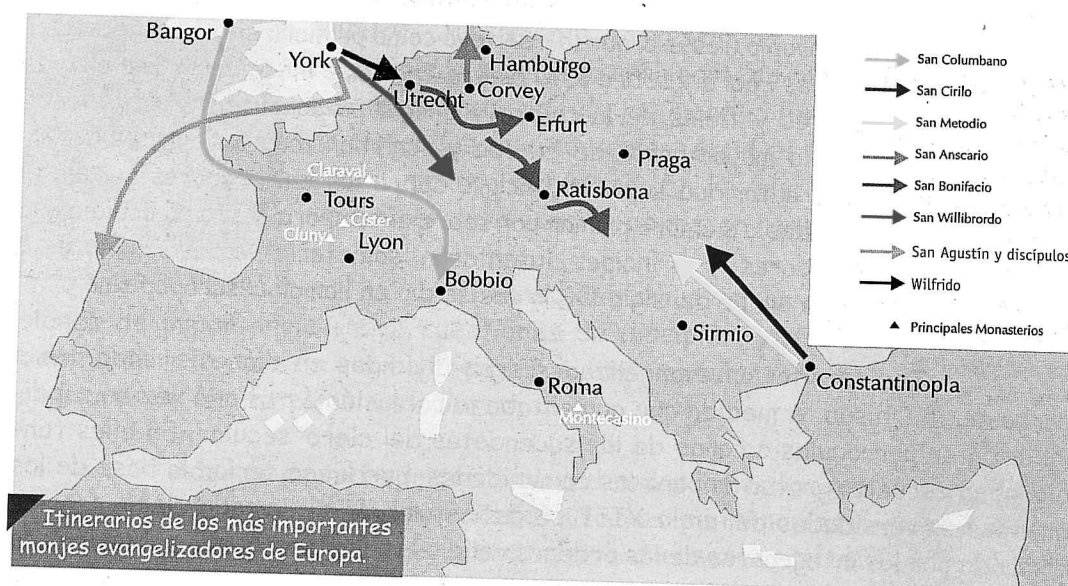 Bangor
York
Hamburgo
Utrecht
Corvey
Erfurt
Praga
Claraval
Ratisbona
Tours
Císter
Cluny
Lyon
Bobbio
Sirmio
Constantinopla
Roma
Montecasino
San Columbano
San Cirilo
San Metodio
San Anscario
San Bonifacio
San Willibrordo
San Agustín y discípulos
Wilfrido
Principales Monasterios
Itinerarios de los más importantes
monjes evangelizadores de Europa.